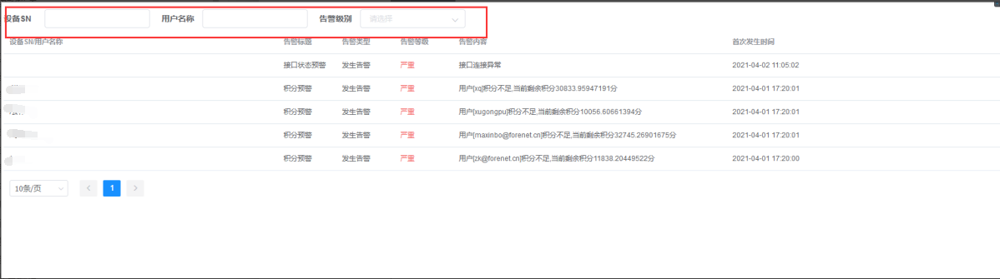 设备SN 用户名称 告警级别 请选择
设备SN/用户名称 告警标题 告警类型 告警等级 告警内容 首次发生时间
接口状态预警 发生告警 严重 接口连接异常 2021-04-02 11:05:02
积分预警 发生告警 严重 用户[xq]积分不足,当前剩余积分30833.95947191分 2021-04-01 17:20:01
积分预警 发生告警 严重 用户[xugongpu]积分不足,当前剩余积分10056.60661394分 2021-04-01 17:20:01
积分预警 发生告警 严重 用户[maxinbo@forenet.cn]积分不足,当前剩余积分32745.26901675分 2021-04-01 17:20:01
积分预警 发生告警 严重 用户[zk@forenet.cn]积分不足,当前剩余积分11838.20449522分 2021-04-01 17:20:00
10条/页 1